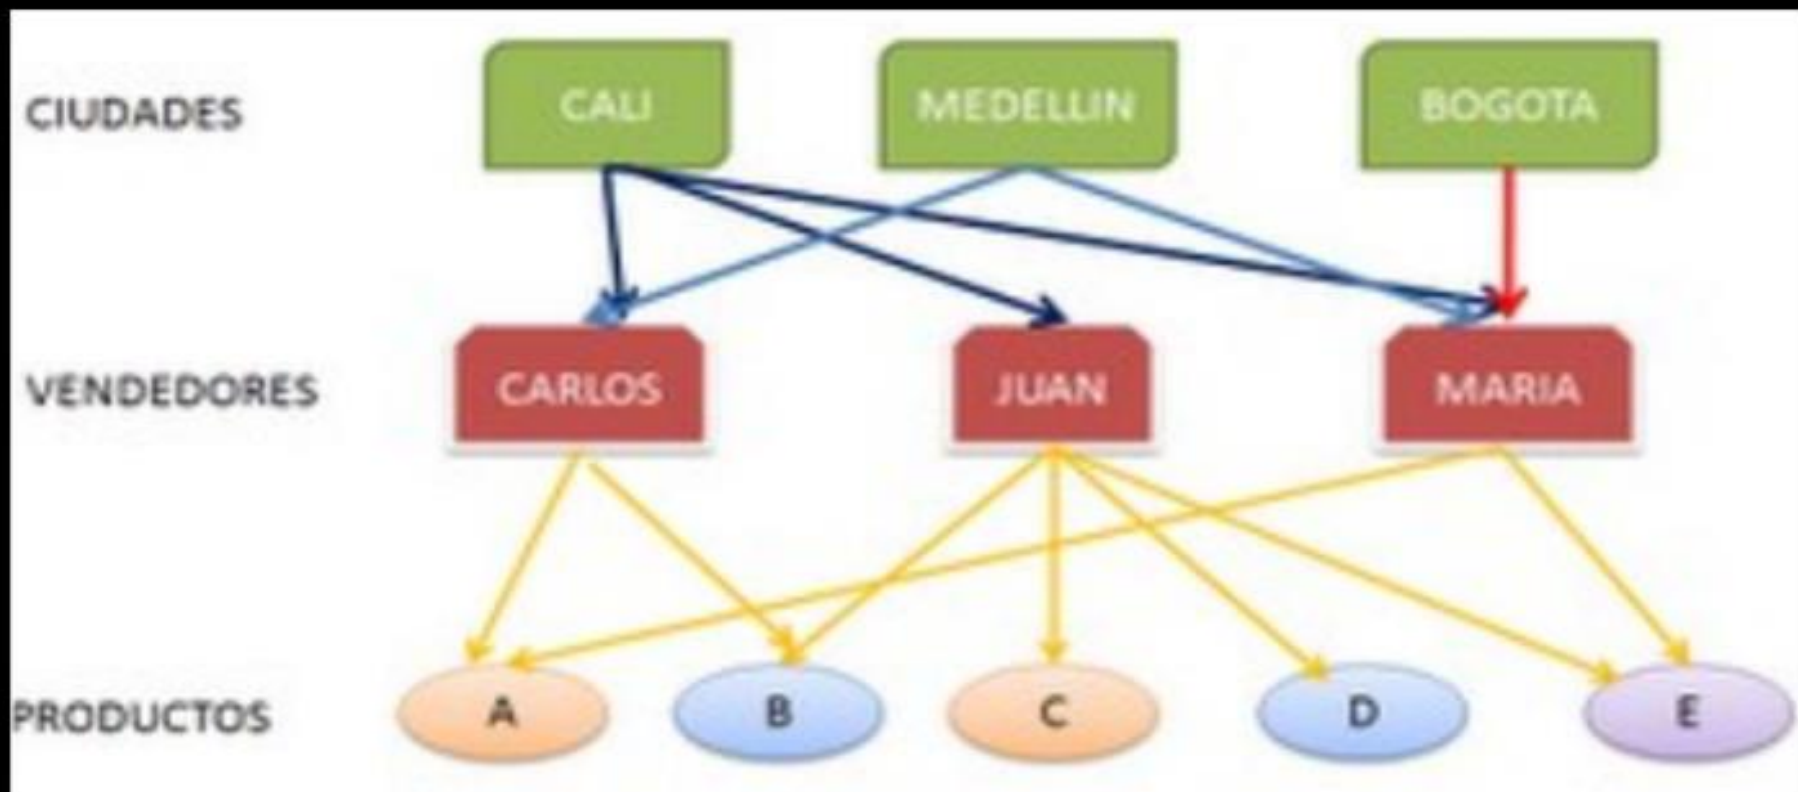 CIUDADES CALI MEDELLIN BOGOTA
VENDEDORES CARLOS JUAN MARIA
PRODUCTOS A B C D E